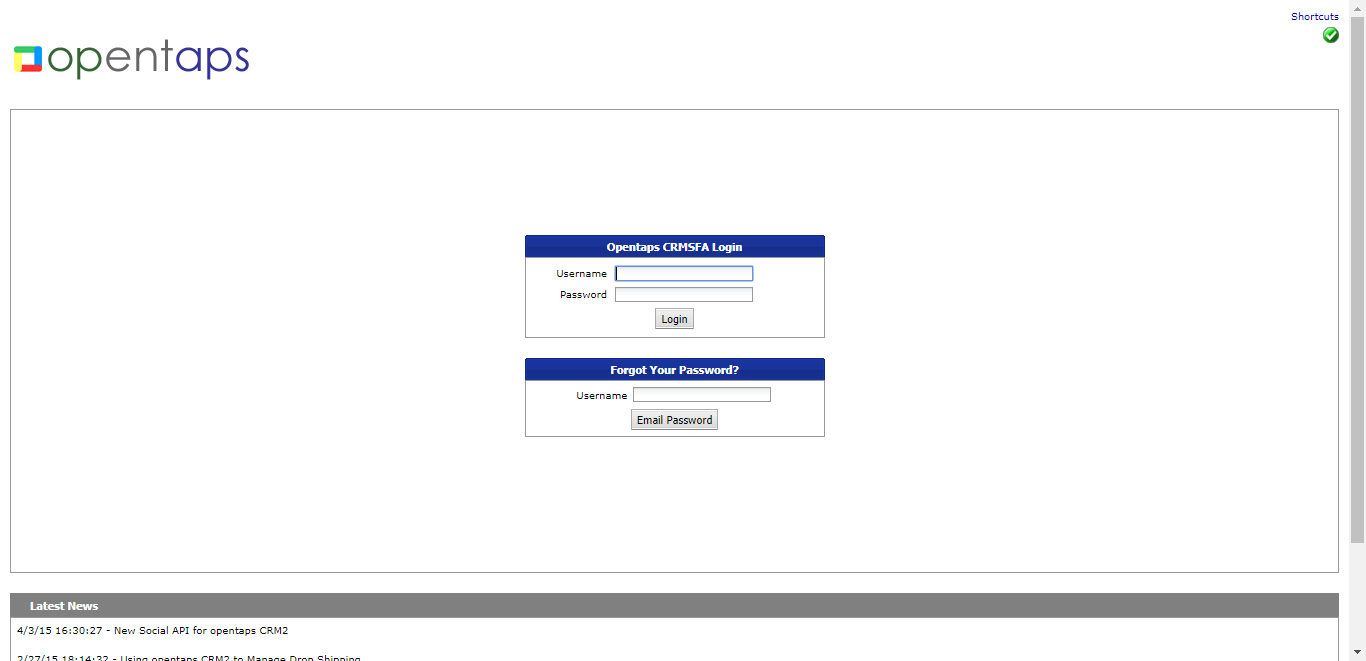 Shortcuts
opentaps
Opentaps CRMSFA Login
Username
Password
Login
Forgot Your Password?
Username
Email Password
Latest News
4/3/15 16:30:27 - New Social API for opentaps CRM2
2/27/15 18:14:32 - Using opentaps CRM2 to Manage Drop Shipping